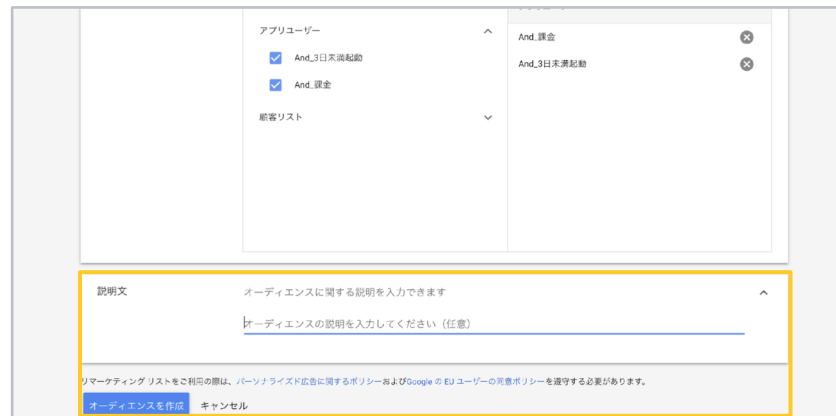 アプリユーザー
And_3日未満起動
And_課金
顧客リスト
And_課金
And_3日未満起動
説明文
オーディエンスに関する説明を入力できます
オーディエンスの説明を入力してください（任意）
リマーケティング リストをご利用の際は、パーソナライズド広告に関するポリシーおよびGoogle の EU ユーザーの同意ポリシーを遵守する必要があります。
オーディエンスを作成 キャンセル